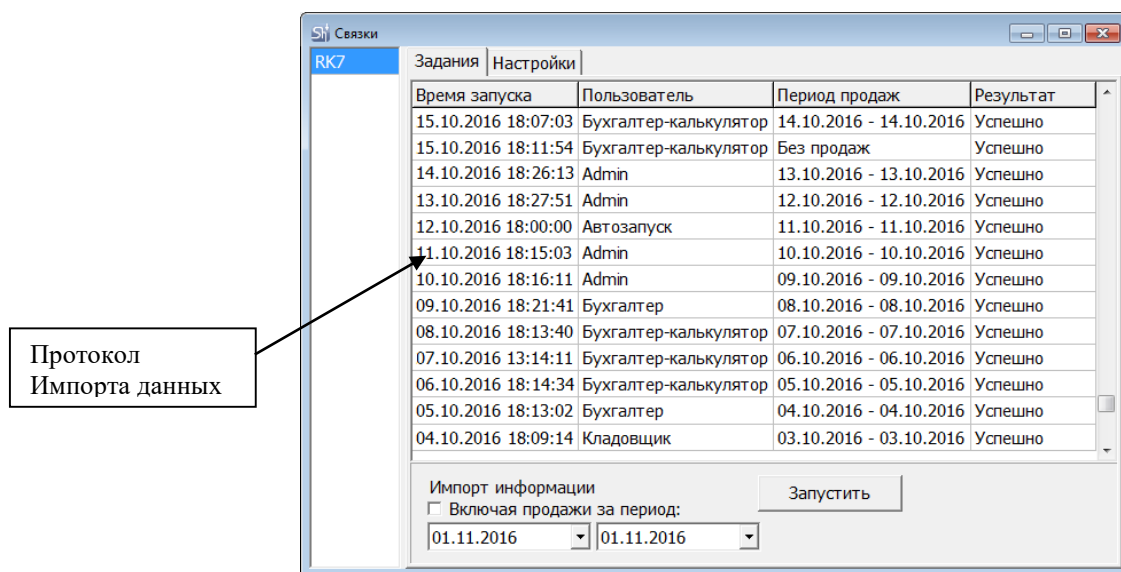 Sh Связки
RK7
Задания Настройки
Время запуска Пользователь Период продаж Результат
15.10.2016 18:07:03 Бухгалтер-калькулятор 14.10.2016 - 14.10.2016 Успешно
15.10.2016 18:11:54 Бухгалтер-калькулятор Без продаж Успешно
14.10.2016 18:26:13 Admin 13.10.2016 - 13.10.2016 Успешно
13.10.2016 18:27:51 Admin 12.10.2016 - 12.10.2016 Успешно
12.10.2016 18:00:00 Автозапуск 11.10.2016 - 11.10.2016 Успешно
11.10.2016 18:15:03 Admin 10.10.2016 - 10.10.2016 Успешно
10.10.2016 18:16:11 Admin 09.10.2016 - 09.10.2016 Успешно
09.10.2016 18:21:41 Бухгалтер 08.10.2016 - 08.10.2016 Успешно
08.10.2016 18:13:40 Бухгалтер-калькулятор 07.10.2016 - 07.10.2016 Успешно
07.10.2016 13:14:11 Бухгалтер-калькулятор 06.10.2016 - 06.10.2016 Успешно
06.10.2016 18:14:34 Бухгалтер-калькулятор 05.10.2016 - 05.10.2016 Успешно
05.10.2016 18:13:02 Бухгалтер 04.10.2016 - 04.10.2016 Успешно
04.10.2016 18:09:14 Кладовщик 03.10.2016 - 03.10.2016 Успешно
Протокол
Импорта данных
Импорт информации
Включая продажи за период:
01.11.2016 01.11.2016
Запустить